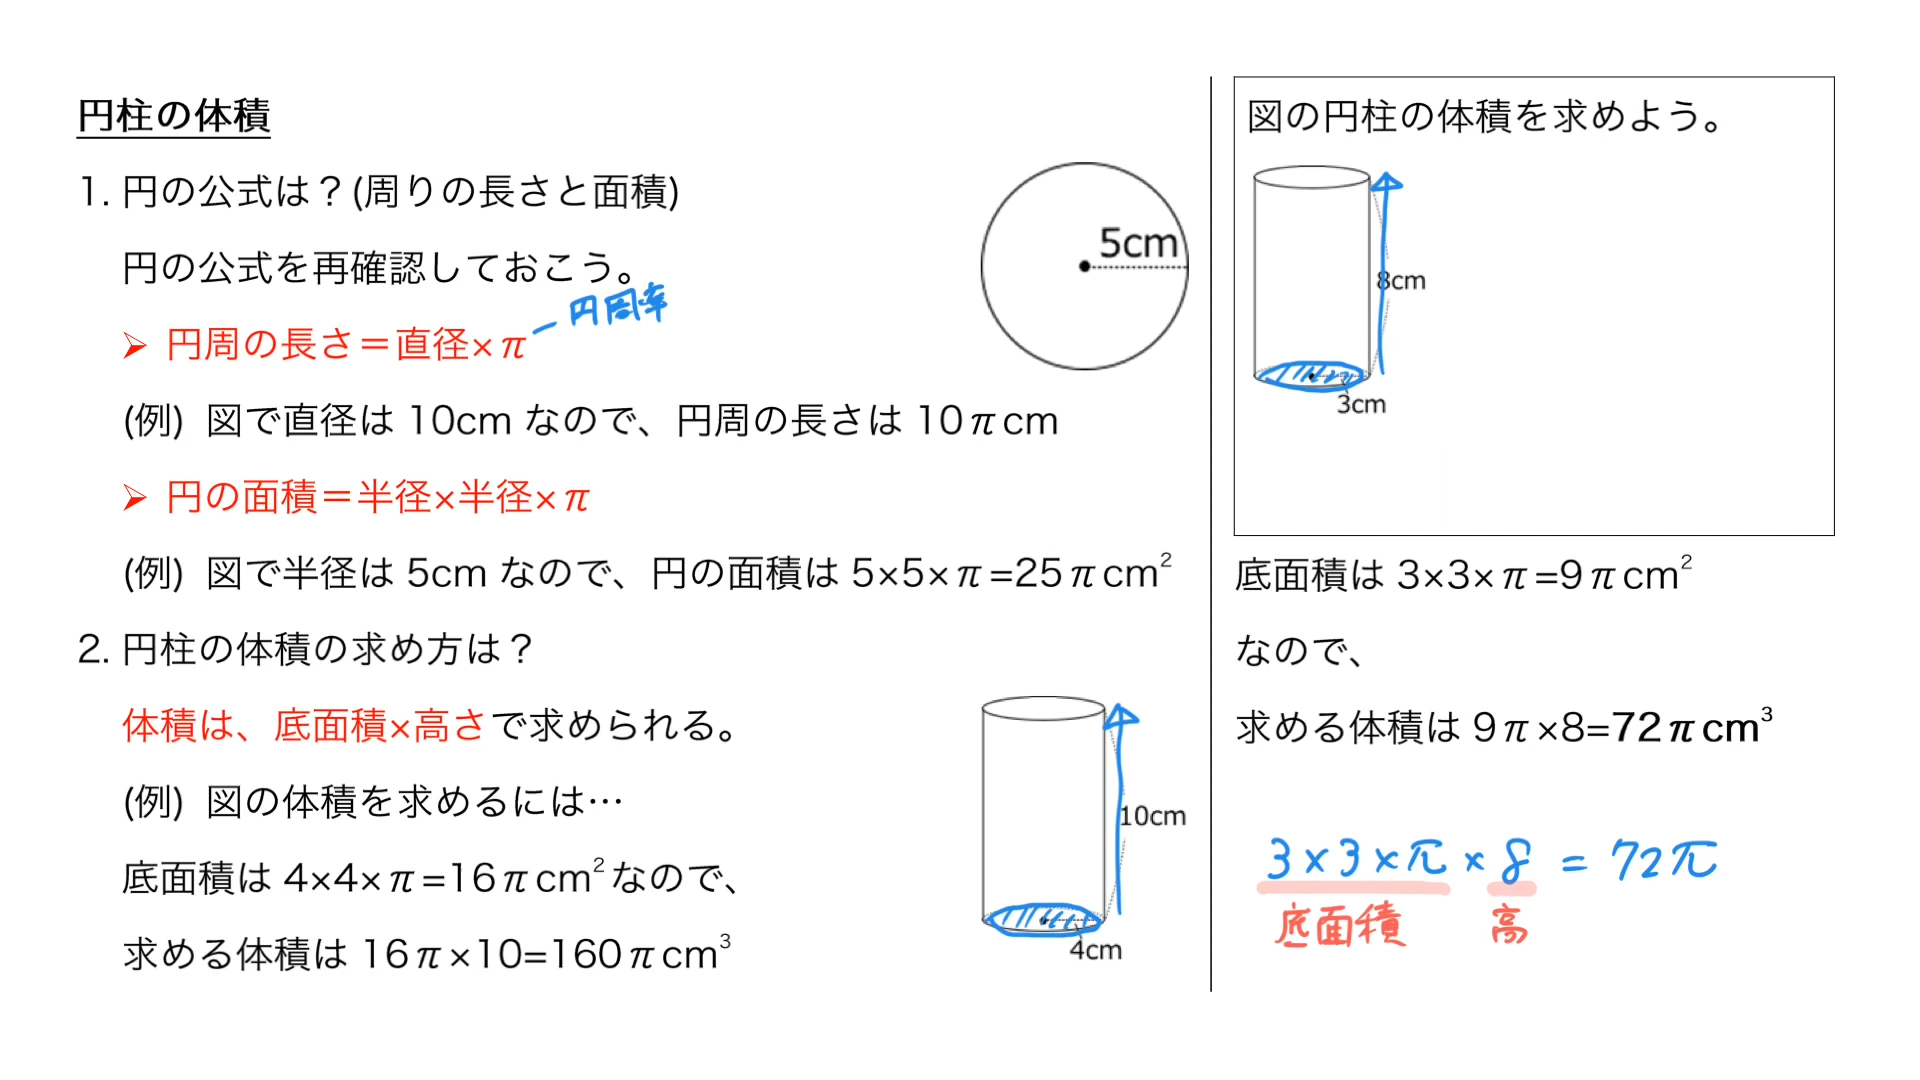 円柱の体積
1. 円の公式は？(周りの長さと面積)
円の公式を再確認しておこう。
円周率
➢ 円周の長さ＝直径×π
(例) 図で直径は 10cm なので、円周の長さは 10πcm
➢ 円の面積＝半径×半径×π
(例) 図で半径は 5cm なので、円の面積は 5×5×π=25πcm²
5cm
2. 円柱の体積の求め方は？
体積は、底面積×高さで求められる。
(例) 図の体積を求めるには…
底面積は 4×4×π=16πcm²なので、
求める体積は 16π×10=160πcm³
10cm
4cm
図の円柱の体積を求めよう。
8cm
3cm
底面積は 3×3×π=9πcm²
なので、
求める体積は 9π×8=72πcm³
3×3×π×8 = 72π
底面積 高